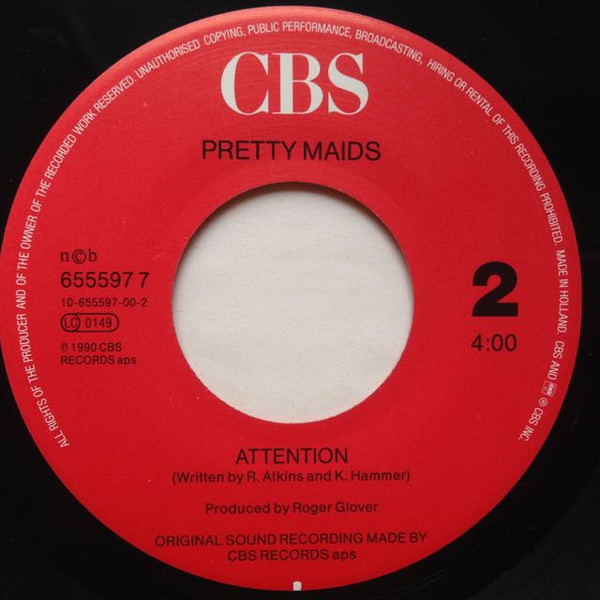 ALL RIGHTS OF THE PRODUCER AND OF THE OWNER OF THE RECORDED WORK RESERVED. UNAUTHORISED COPYING, PUBLIC PERFORMANCE, BROADCASTING, HIRING OR RENTAL OF THIS RECORDING PROHIBITED. MADE IN HOLLAND. CBS AND ℗ CBS INC.
CBS
PRETTY MAIDS
n©b
655597 7
10-655597-00-2
LC 0149
℗ 1990 CBS
RECORDS aps
2
4:00
ATTENTION
(Written by R. Atkins and K. Hammer)
Produced by Roger Glover
ORIGINAL SOUND RECORDING MADE BY
CBS RECORDS aps